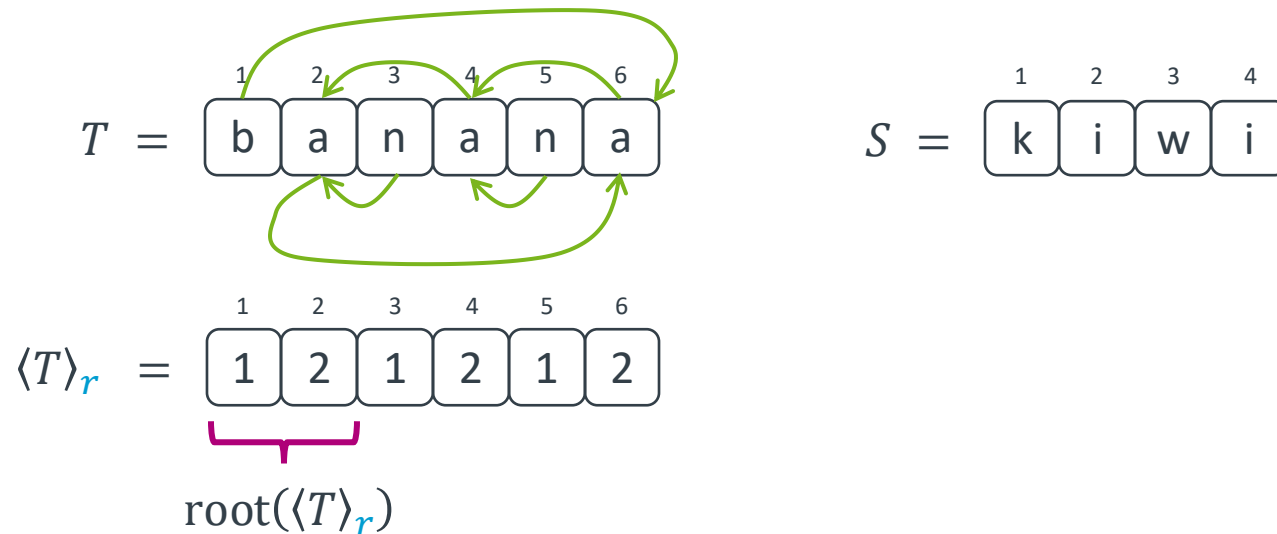 1 2 3 4 5 6 1 2 3 4
T = b a n a n a S = k i w i
1 2 3 4 5 6
⟨T⟩ᵣ = 1 2 1 2 1 2
root(⟨T⟩ᵣ)